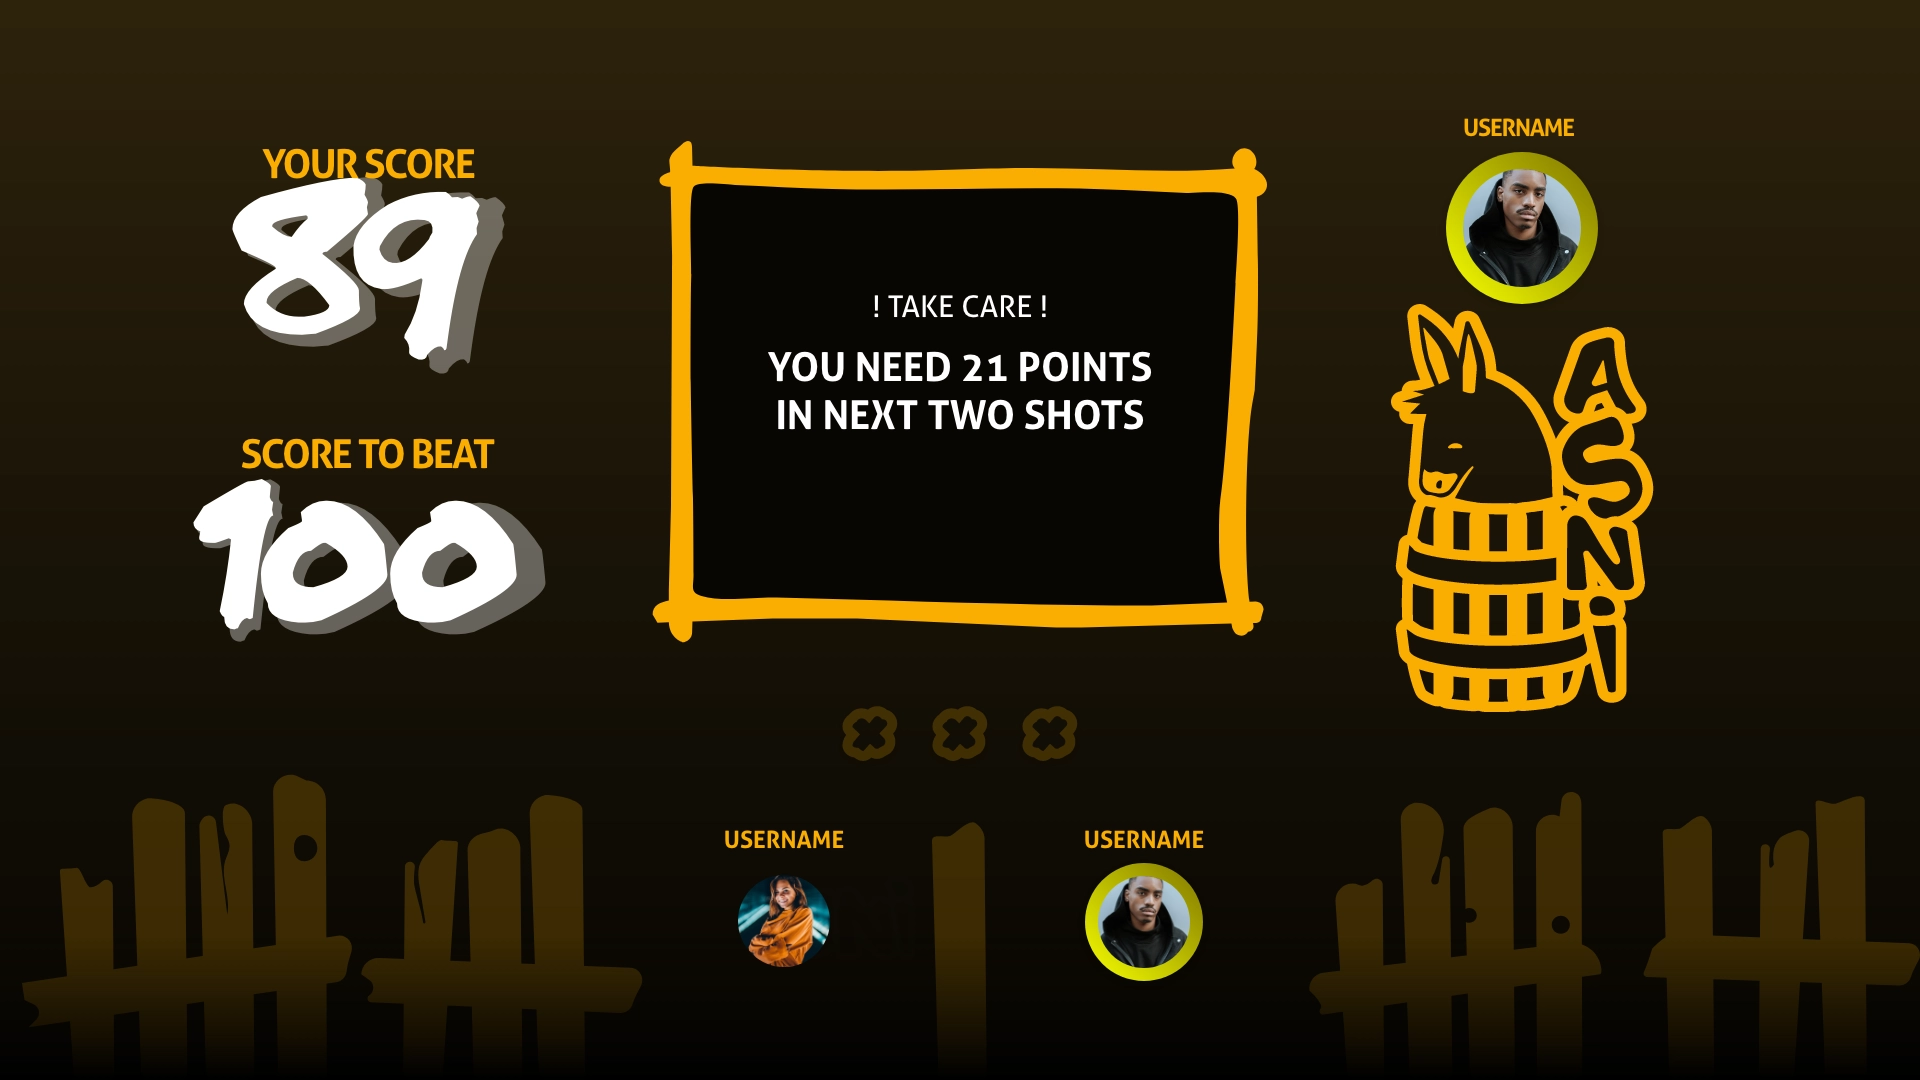 YOUR SCORE
89
SCORE TO BEAT
100
! TAKE CARE !
YOU NEED 21 POINTS
IN NEXT TWO SHOTS
USERNAME
ASN!
USERNAME
USERNAME